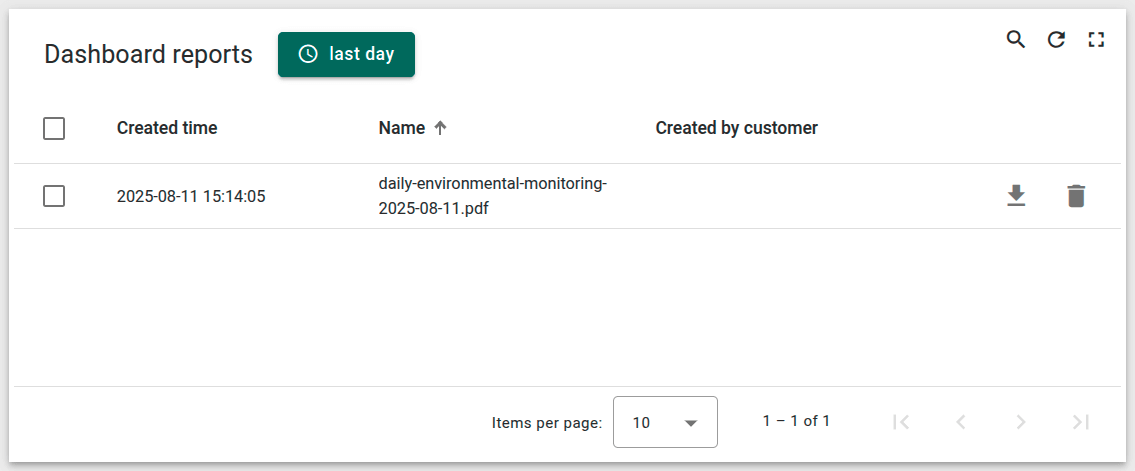 Dashboard reports
last day
Created time
Name
Created by customer
2025-08-11 15:14:05
daily-environmental-monitoring-
2025-08-11.pdf
Items per page:
10
1 – 1 of 1